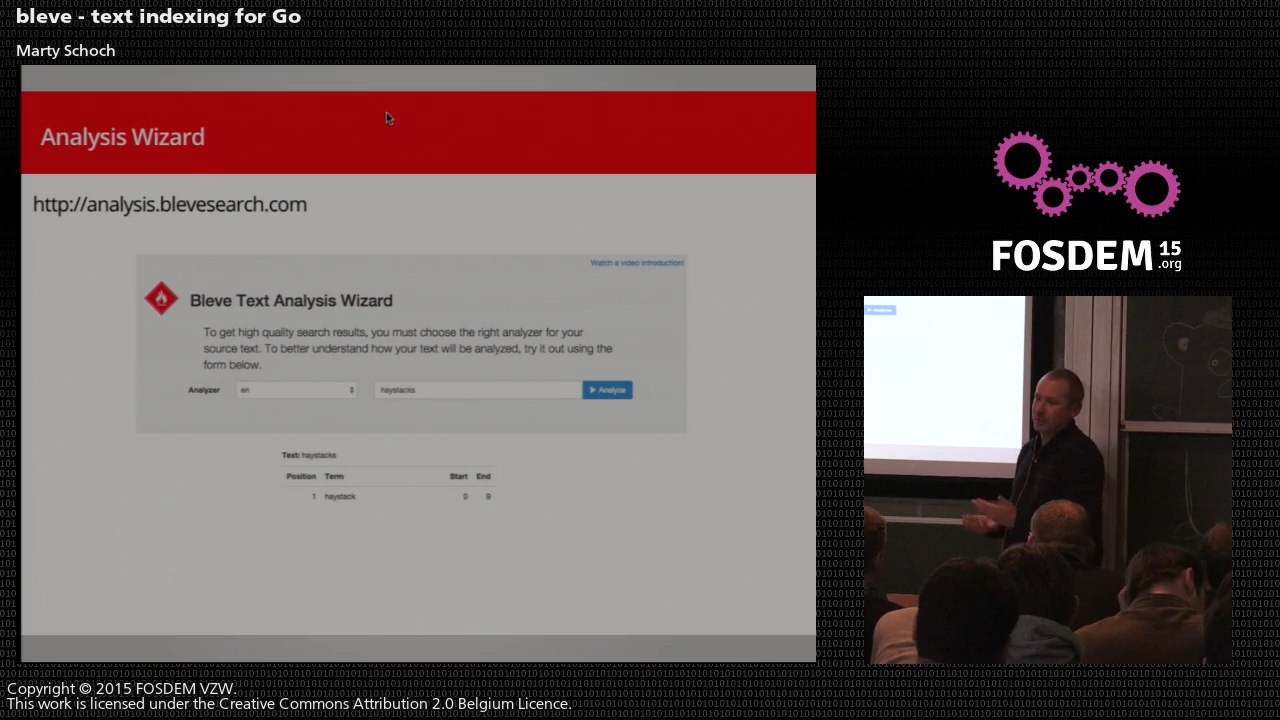 bleve - text indexing for Go
Marty Schoch
Analysis Wizard
http://analysis.blevesearch.com
Watch a video introduction!
Bleve Text Analysis Wizard
To get high quality search results, you must choose the right analyzer for your
source text. To better understand how your text will be analyzed, try it out using the
form below.
Analyzer en haystacks Analyze
Text: haystacks
Position Term Start End
1 haystack 0 9
FOSDEM 15
.org
Analyze
Copyright © 2015 FOSDEM VZW.
This work is licensed under the Creative Commons Attribution 2.0 Belgium Licence.